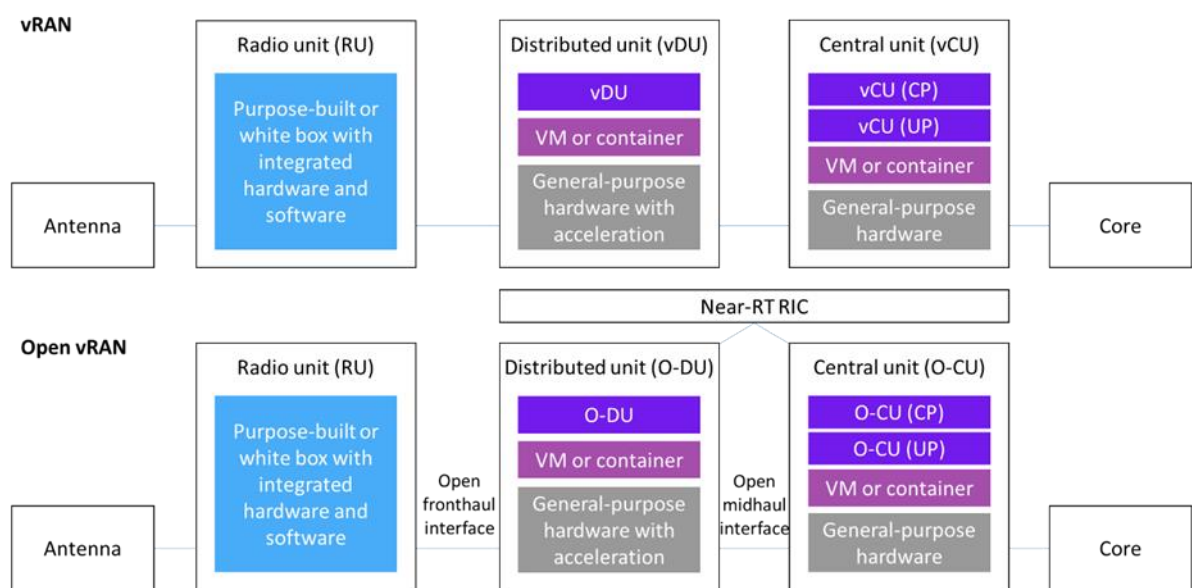 vRAN
Radio unit (RU)
Purpose-built or
white box with
integrated
hardware and
software
Distributed unit (vDU)
vDU
VM or container
General-purpose
hardware with
acceleration
Central unit (vCU)
vCU (CP)
vCU (UP)
VM or container
General-purpose
hardware
Antenna
Core
Near-RT RIC
Open vRAN
Radio unit (RU)
Purpose-built or
white box with
integrated
hardware and
software
Open
fronthaul
interface
Distributed unit (O-DU)
O-DU
VM or container
General-purpose
hardware with
acceleration
Open
midhaul
interface
Central unit (O-CU)
O-CU (CP)
O-CU (UP)
VM or container
General-purpose
hardware
Antenna
Core